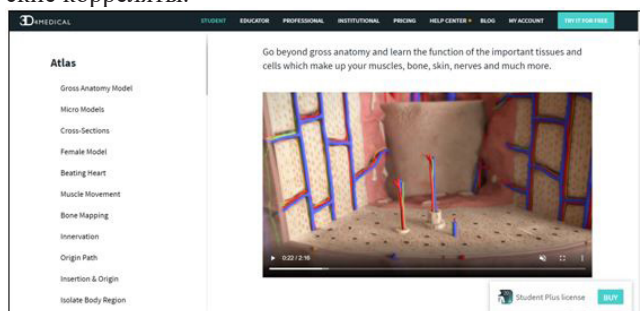 ские корреляты.
3D4MEDICAL
STUDENT EDUCATOR PROFESSIONAL INSTITUTIONAL PRICING HELP CENTER BLOG MY ACCOUNT TRY IT FOR FREE
Atlas
Gross Anatomy Model
Micro Models
Cross-Sections
Female Model
Beating Heart
Muscle Movement
Bone Mapping
Innervation
Origin Path
Insertion & Origin
Isolate Body Region
Go beyond gross anatomy and learn the function of the important tissues and
cells which make up your muscles, bone, skin, nerves and much more.
0:22 / 2:16
Student Plus license BUY